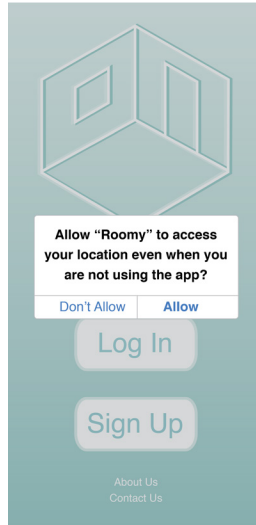 Allow “Roomy” to access
your location even when you
are not using the app?
Don't Allow Allow
Log In
Sign Up
About Us
Contact Us